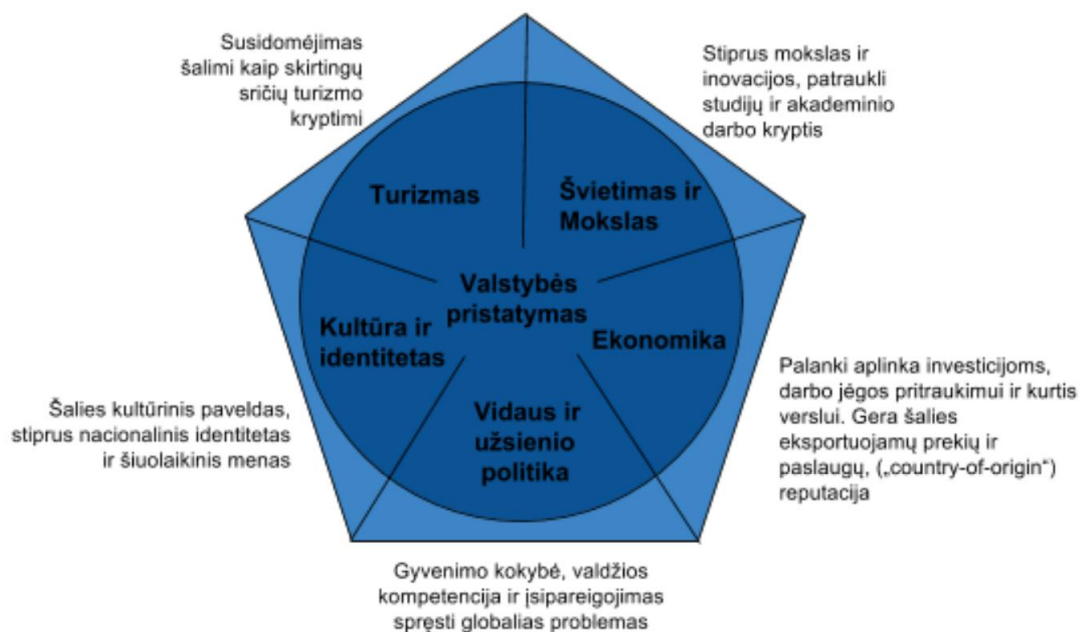 Susidomėjimas
šalimi kaip skirtingų
sričių turizmo
kryptimi
Stiprus mokslas ir
inovacijos, patraukli
studijų ir akademinio
darbo kryptis
Turizmas
Švietimas ir
Mokslas
Valstybės
pristatymas
Kultūra ir
identitetas
Ekonomika
Vidaus ir
užsienio
politika
Šalies kultūrinis paveldas,
stiprus nacionalinis identitetas
ir šiuolaikinis menas
Palanki aplinka investicijoms,
darbo jėgos pritraukimui ir kurtis
verslui. Gera šalies
eksportuojamų prekių ir
paslaugų, („country-of-origin“)
reputacija
Gyvenimo kokybė, valdžios
kompetencija ir įsipareigojimas
spręsti globalias problemas